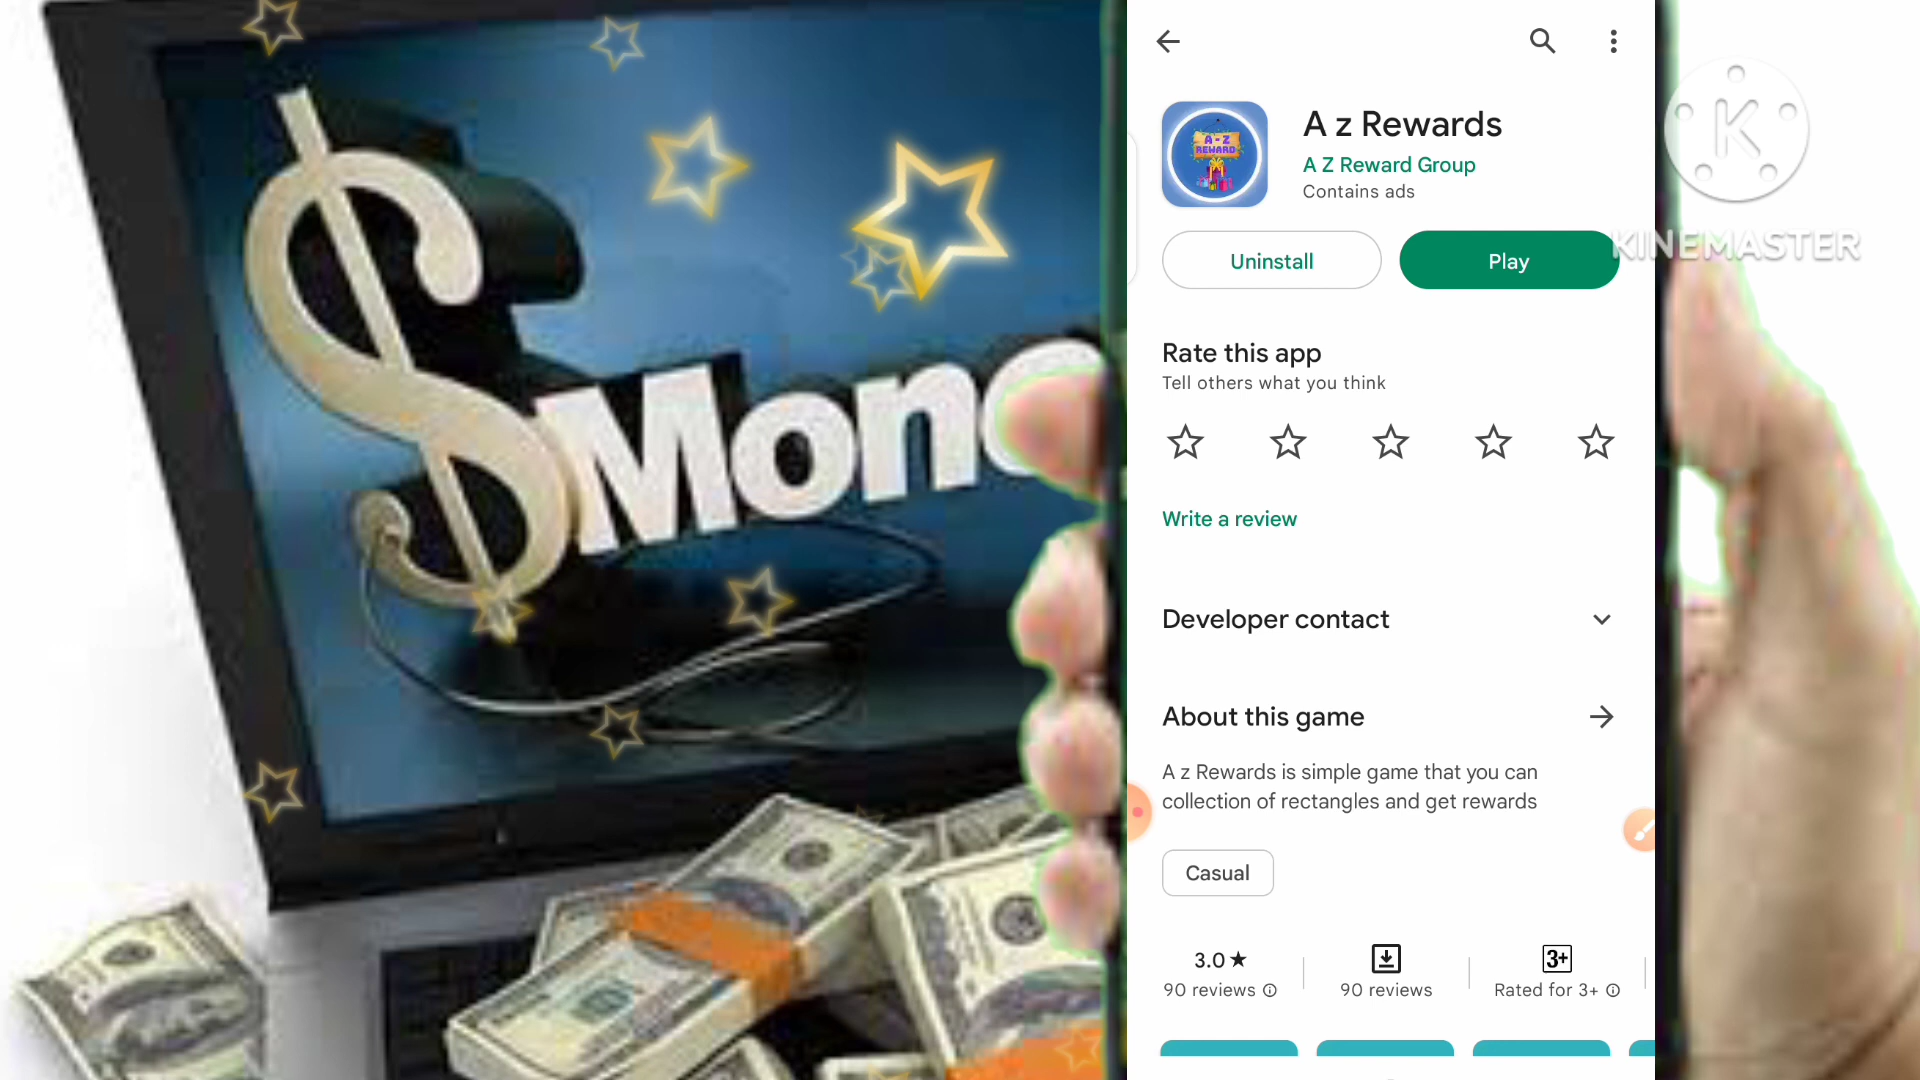 $Mone
A z Rewards
A Z Reward Group
Contains ads
A - Z
REWARD
Uninstall
Play
K
KINEMASTER
Rate this app
Tell others what you think
Write a review
Developer contact
About this game
A z Rewards is simple game that you can
collection of rectangles and get rewards
Casual
3.0★
3+
90 reviews
90 reviews
Rated for 3+